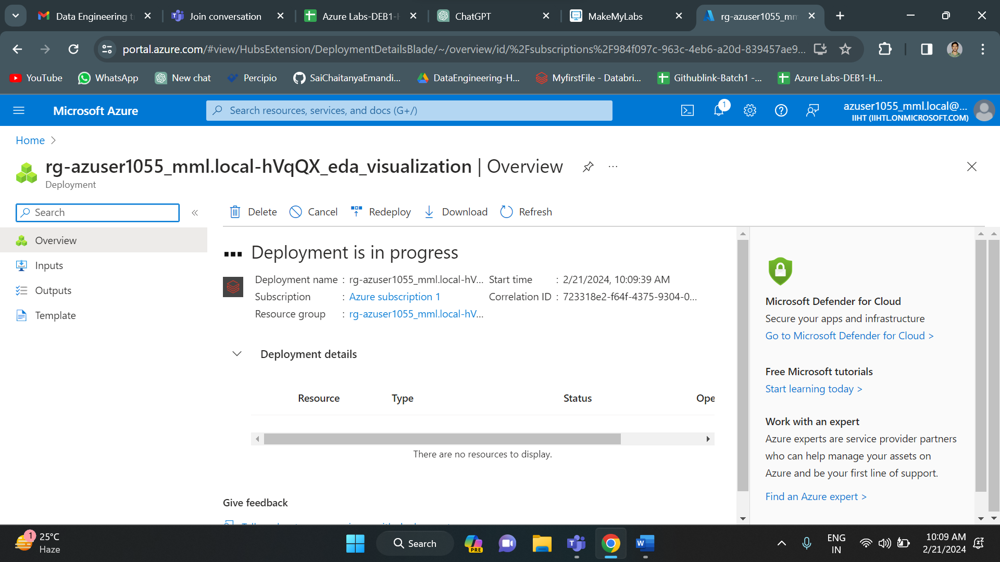 Data Engineering t
Join conversation
Azure Labs-DEB1-H
ChatGPT
MakeMyLabs
rg-azuser1055_mm
portal.azure.com/#view/HubsExtension/DeploymentDetailsBlade/~/overview/id/%2Fsubscriptions%2F984f097c-963c-4eb6-a20d-839457ae9...
YouTube
WhatsApp
New chat
Percipio
SaiChaitanyaEmandi...
DataEngineering-H...
MyfirstFile - Databri...
Githublink-Batch1 -...
Azure Labs-DEB1-H...
Microsoft Azure
Search resources, services, and docs (G+/)
1
azuser1055_mml.local@...
IIHT (IIHTL.ONMICROSOFT.COM)
Home
rg-azuser1055_mml.local-hVqQX_eda_visualization | Overview
Deployment
Search
Delete
Cancel
Redeploy
Download
Refresh
Overview
Inputs
Outputs
Template
Deployment is in progress
Deployment name : rg-azuser1055_mml.local-hV...
Subscription : Azure subscription 1
Resource group : rg-azuser1055_mml.local-hV...
Start time : 2/21/2024, 10:09:39 AM
Correlation ID : 723318e2-f64f-4375-9304-0...
Deployment details
Resource Type Status Ope
There are no resources to display.
Give feedback
Microsoft Defender for Cloud
Secure your apps and infrastructure
Go to Microsoft Defender for Cloud >
Free Microsoft tutorials
Start learning today >
Work with an expert
Azure experts are service provider partners
who can help manage your assets on
Azure and be your first line of support.
Find an Azure expert >
1
25°C
Haze
Search
PRE
ENG
IN
10:09 AM
2/21/2024